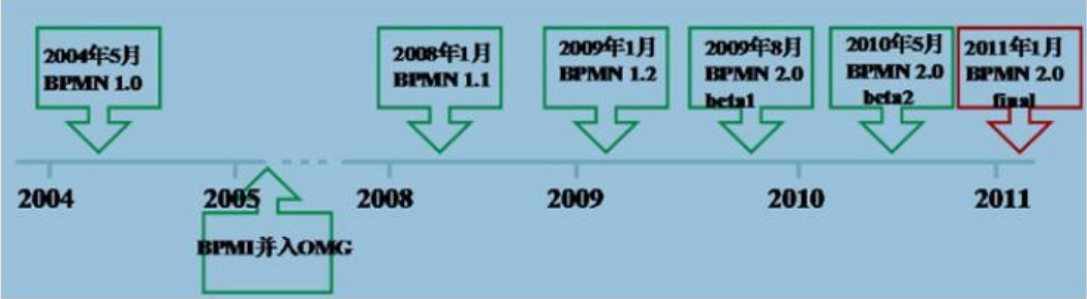 2004年5月
BPMN 1.0
2008年1月
BPMN 1.1
2009年1月
BPMN 1.2
2009年8月
BPMN 2.0
beta1
2010年5月
BPMN 2.0
beta2
2011年1月
BPMN 2.0
final
2004
2005
2008
2009
2010
2011
BPMI并入OMG